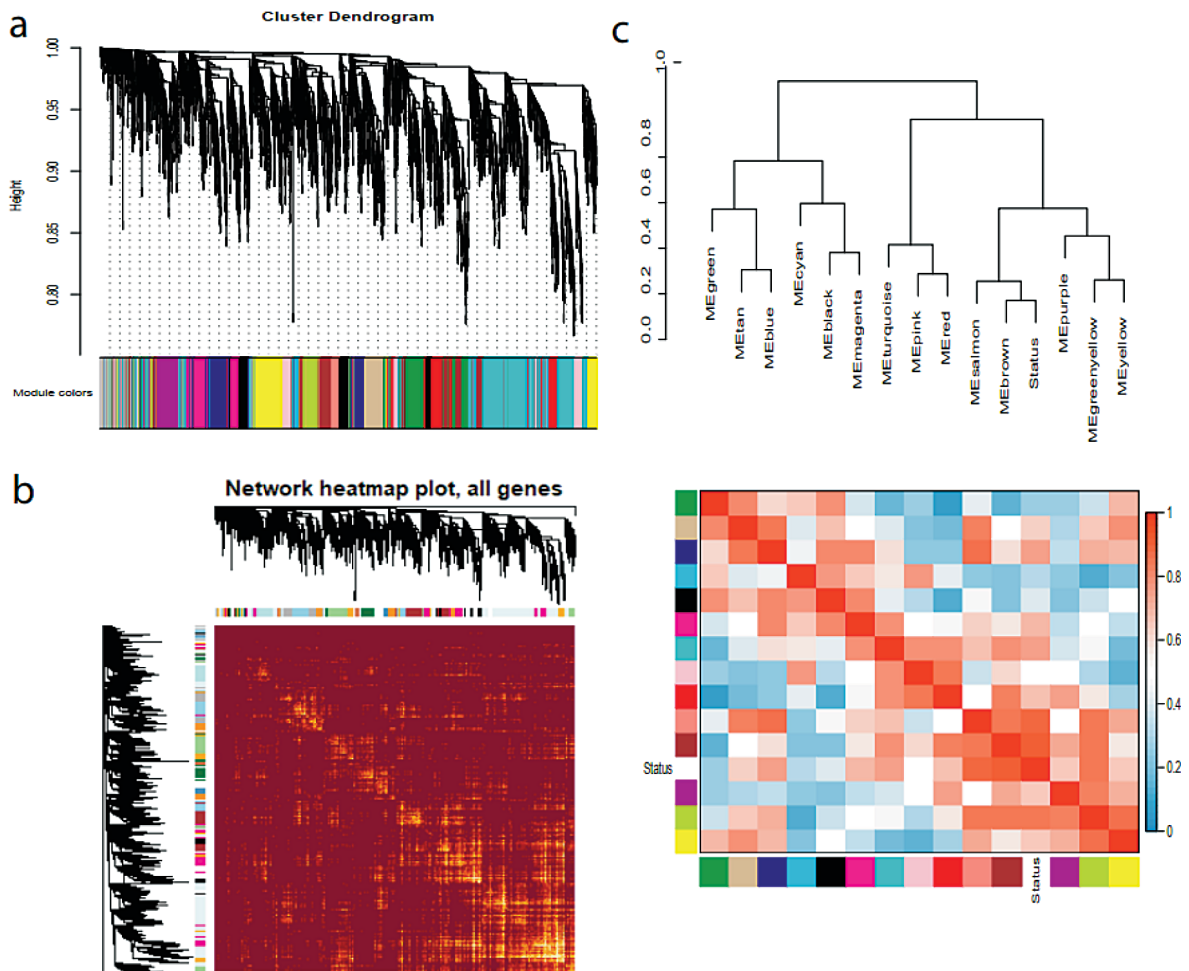 a
Cluster Dendrogram
Height
1.00
0.95
0.90
0.85
0.80
Module colors
b
Network heatmap plot, all genes
c
1.0
0.8
0.6
0.4
0.2
0.0
MEgreen
MEtan
MEblue
MEcyan
MEblack
MEmagenta
MEturquoise
MEpink
MEred
MEsalmon
MEbrown
Status
MEpurple
MEgreenyellow
MEyellow
Status
Status
1
0.8
0.6
0.4
0.2
0